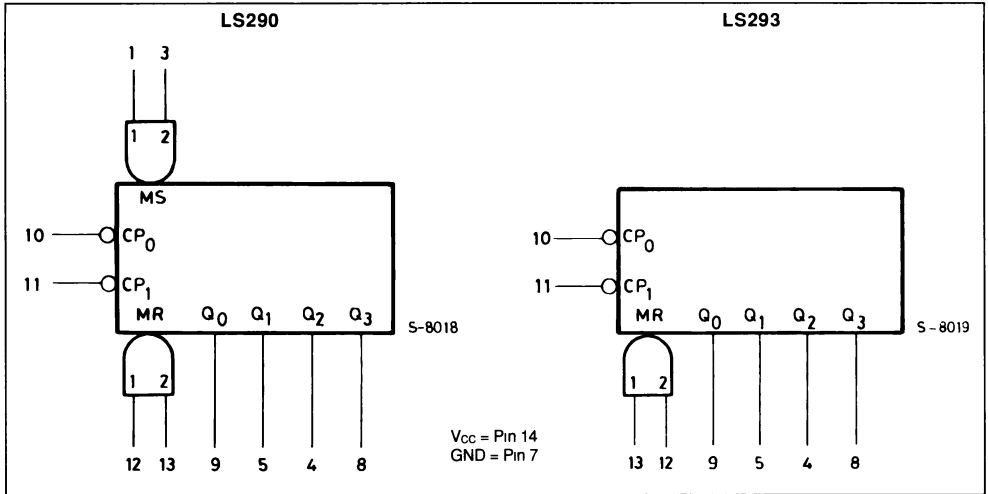 LS290
LS293
1 3
1 2
MS
10 CP0
11 CP1
MR Q0 Q1 Q2 Q3
S-8018
1 2
12 13 9 5 4 8
10 CP0
11 CP1
MR Q0 Q1 Q2 Q3
S-8019
1 2
13 12 9 5 4 8
VCC = Pin 14
GND = Pin 7